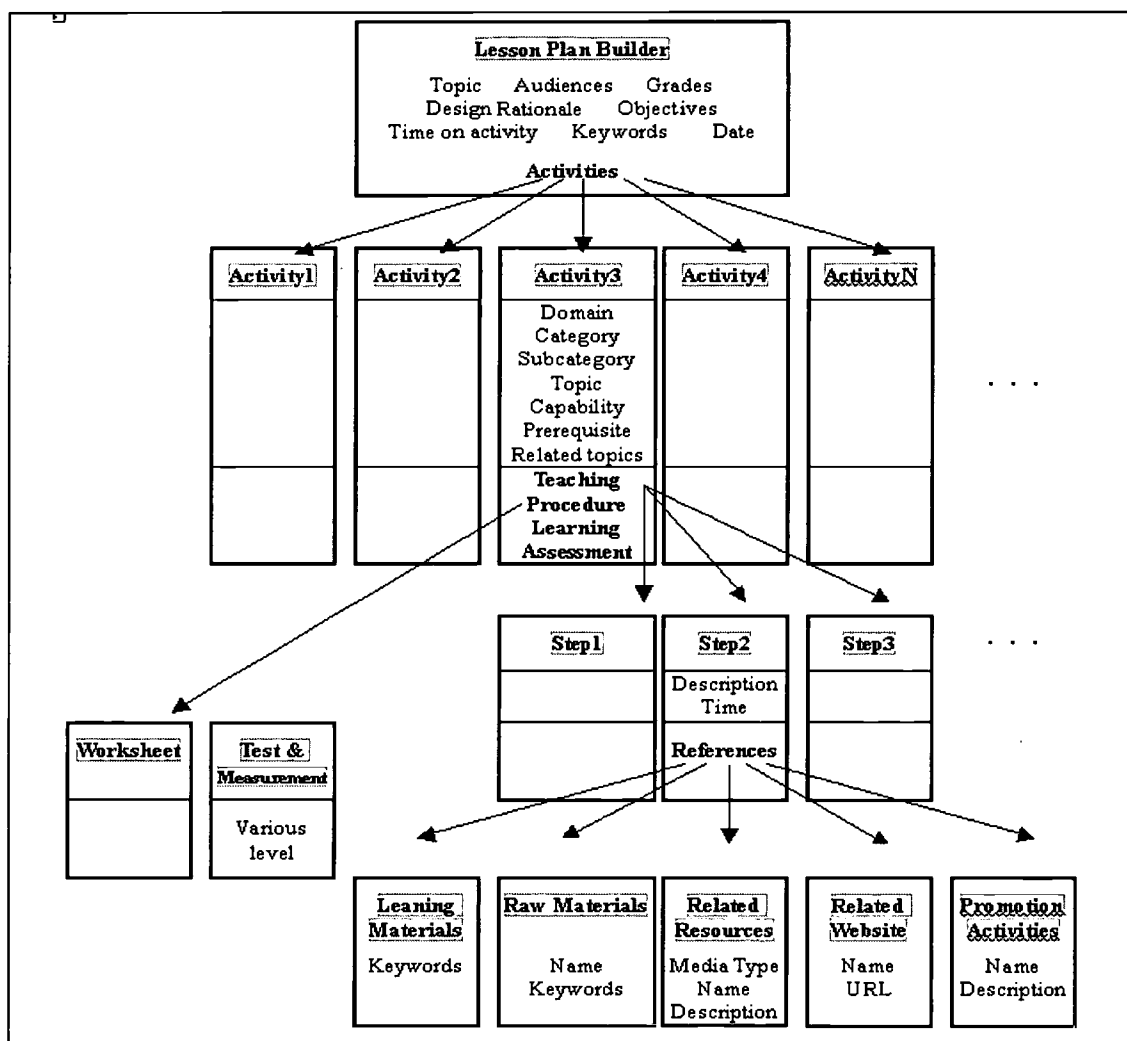 Lesson Plan Builder
Topic Audiences Grades
Design Rationale Objectives
Time on activity Keywords Date
Activities
Activity1
Activity2
Activity3
Activity4
ActivityN
Domain
Category
Subcategory
Topic
Capability
Prerequisite
Related topics
Teaching
Procedure
Learning
Assessment
. . .
Step1
Step2
Step3
. . .
Description
Time
References
Worksheet
Test &
Measurement
Various
level
Leaning
Materials
Keywords
Raw Materials
Name
Keywords
Related
Resources
Media Type
Name
Description
Related
Website
Name
URL
Promotion
Activities
Name
Description